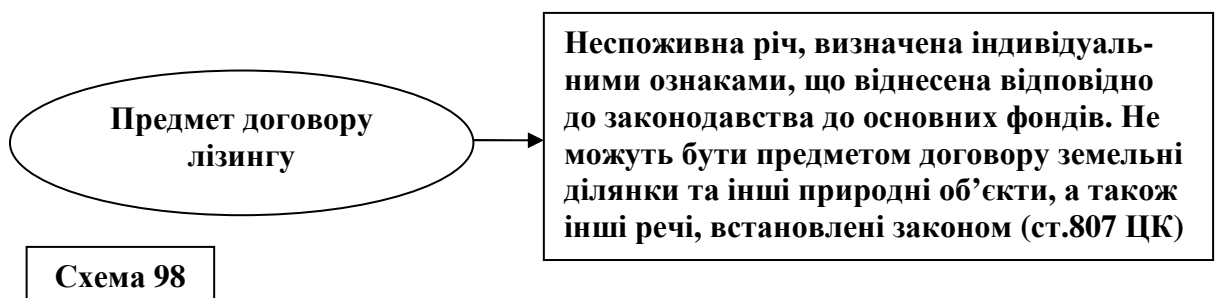 Предмет договору
лізингу
Неспоживна річ, визначена індивідуаль-
ними ознаками, що віднесена відповідно
до законодавства до основних фондів. Не
можуть бути предметом договору земельні
ділянки та інші природні об’єкти, а також
інші речі, встановлені законом (ст.807 ЦК)
Схема 98